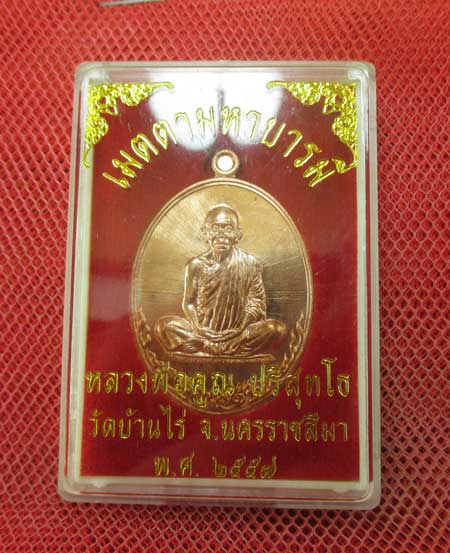 เมตตามหาบารมี
หลวงพ่อคูณ ปริสุทโธ
วัดบ้านไร่ จ.นครราชสีมา
พ.ศ. ๒๕๕๗